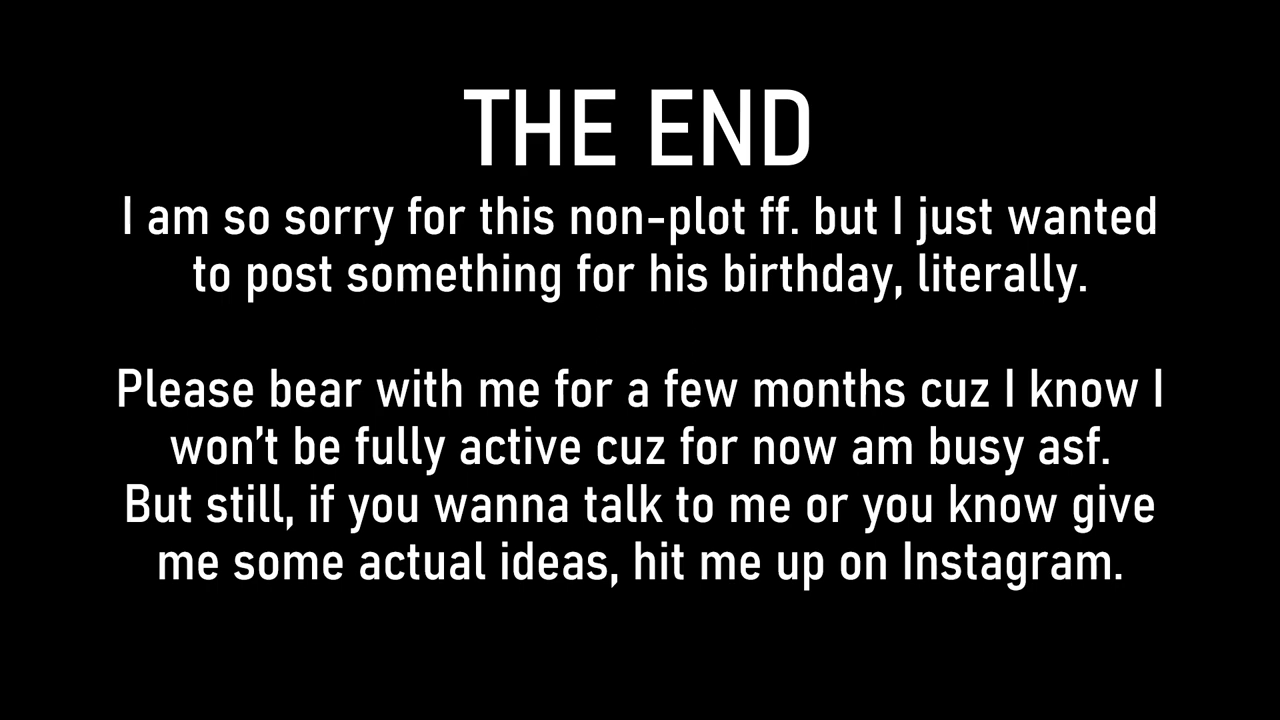 THE END
I am so sorry for this non-plot ff. but I just wanted
to post something for his birthday, literally.
Please bear with me for a few months cuz I know I
won't be fully active cuz for now am busy asf.
But still, if you wanna talk to me or you know give
me some actual ideas, hit me up on Instagram.